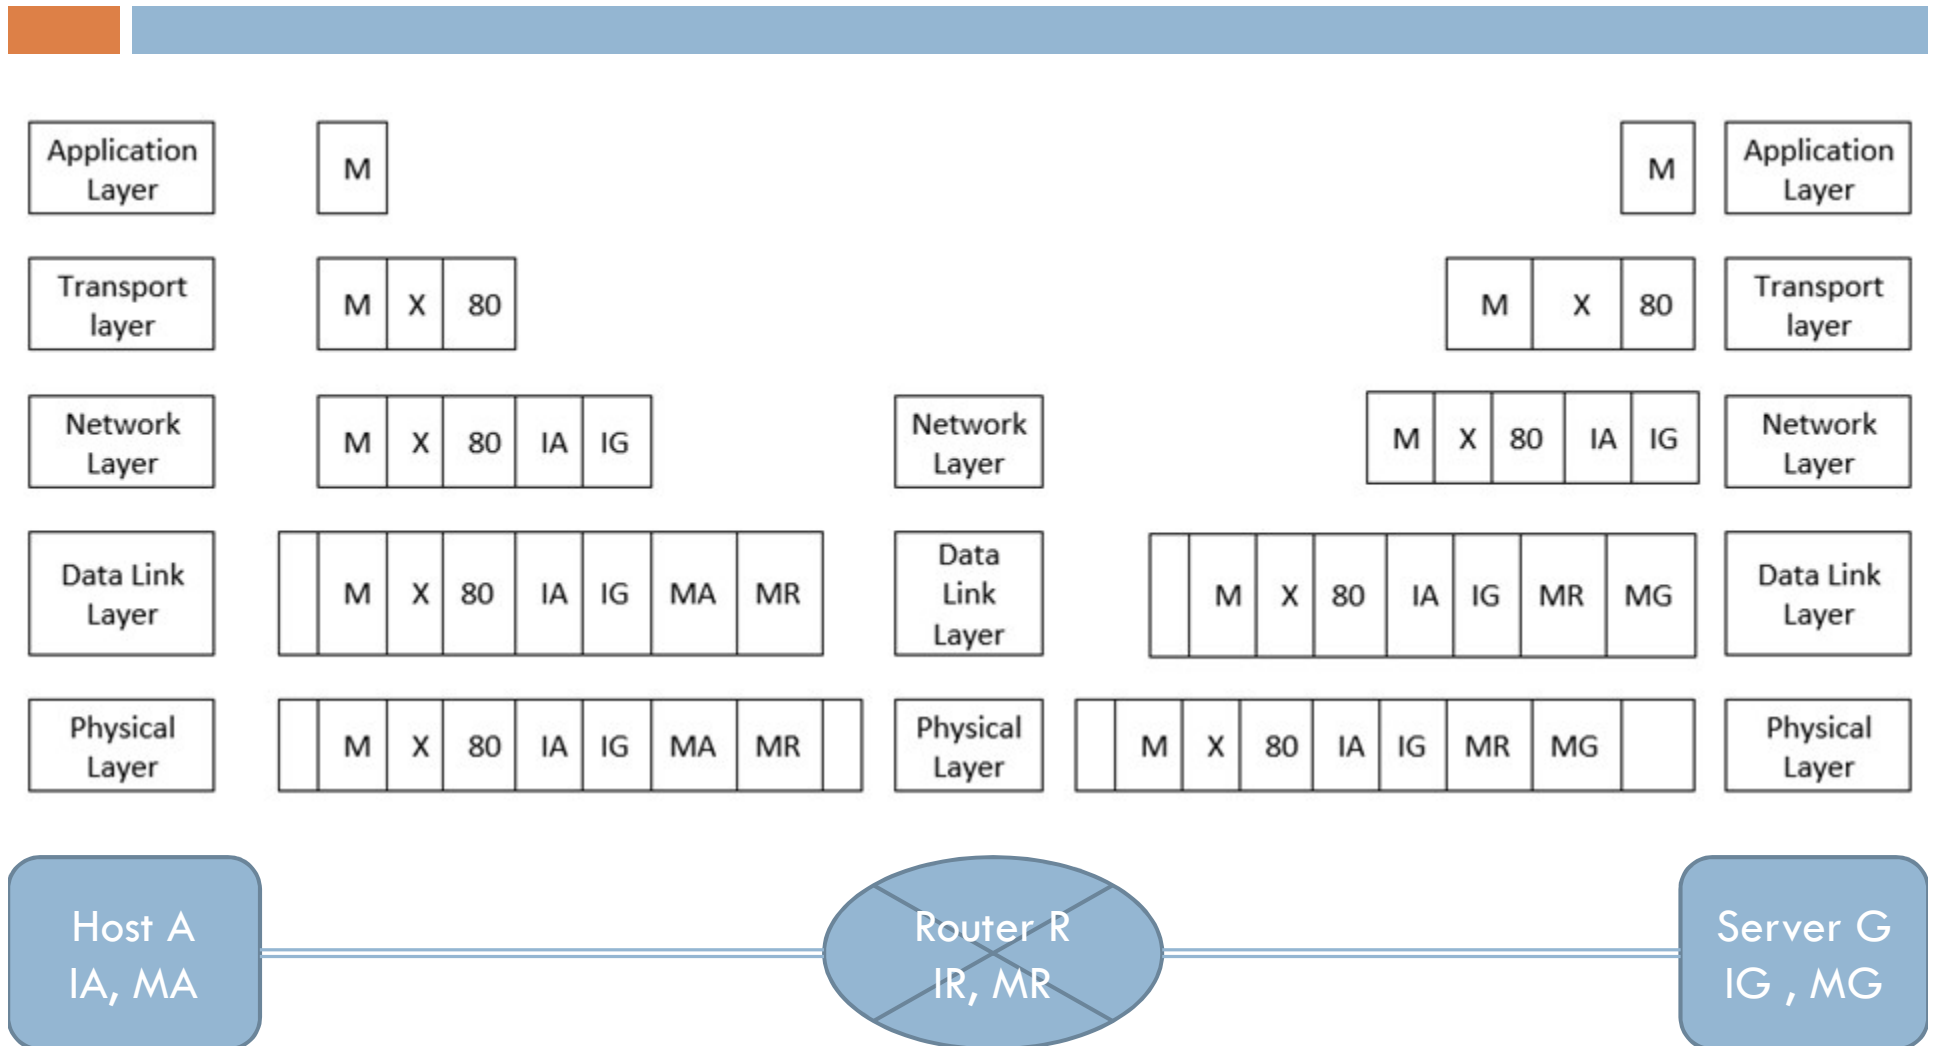 Application
Layer
M
M
Application
Layer
Transport
layer
M X 80
M X 80
Transport
layer
Network
Layer
M X 80 IA IG
Network
Layer
M X 80 IA IG
Network
Layer
Data Link
Layer
M X 80 IA IG MA MR
Data
Link
Layer
M X 80 IA IG MR MG
Data Link
Layer
Physical
Layer
M X 80 IA IG MA MR
Physical
Layer
M X 80 IA IG MR MG
Physical
Layer
Host A
IA, MA
Router R
IR, MR
Server G
IG , MG